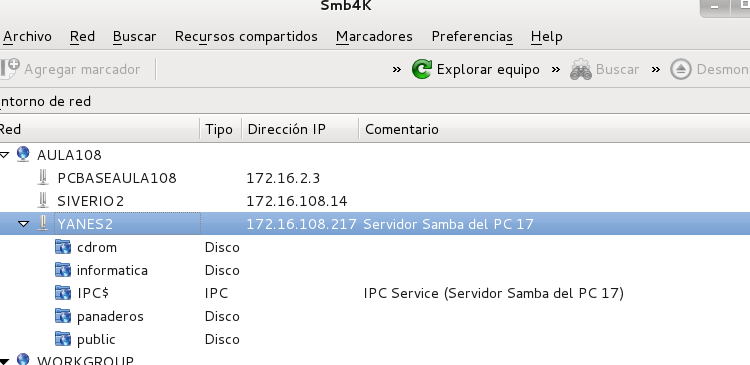 Smb4K
Archivo Red Buscar Recursos compartidos Marcadores Preferencias Help
Agregar marcador » Explorar equipo » Buscar » Desmon
ntorno de red
Red Tipo Dirección IP Comentario
AULA108
PCBASEAULA108 172.16.2.3
SIVERIO2 172.16.108.14
YANES2 172.16.108.217 Servidor Samba del PC 17
cdrom Disco
informatica Disco
IPC$ IPC IPC Service (Servidor Samba del PC 17)
panaderos Disco
public Disco
WORKGROUP